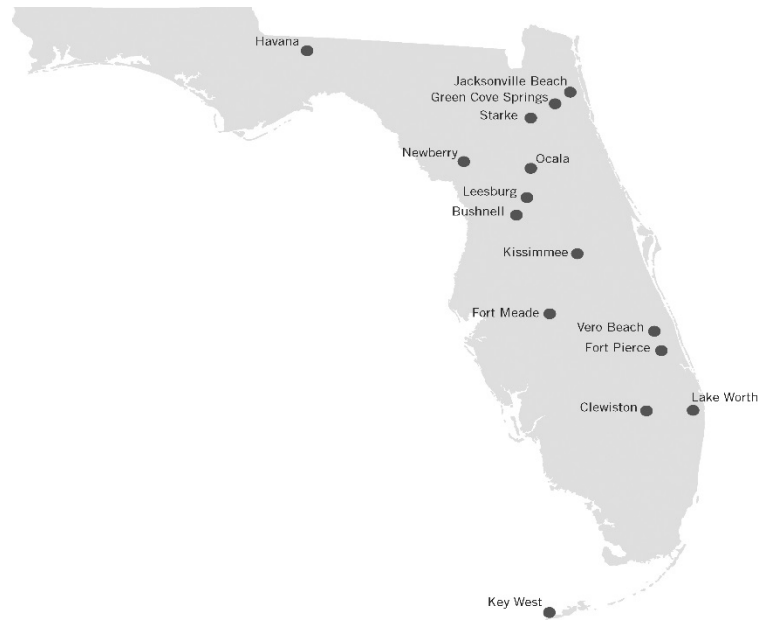 Havana
Jacksonville Beach
Green Cove Springs
Starke
Newberry
Ocala
Leesburg
Bushnell
Kissimmee
Fort Meade
Vero Beach
Fort Pierce
Lake Worth
Clewiston
Key West